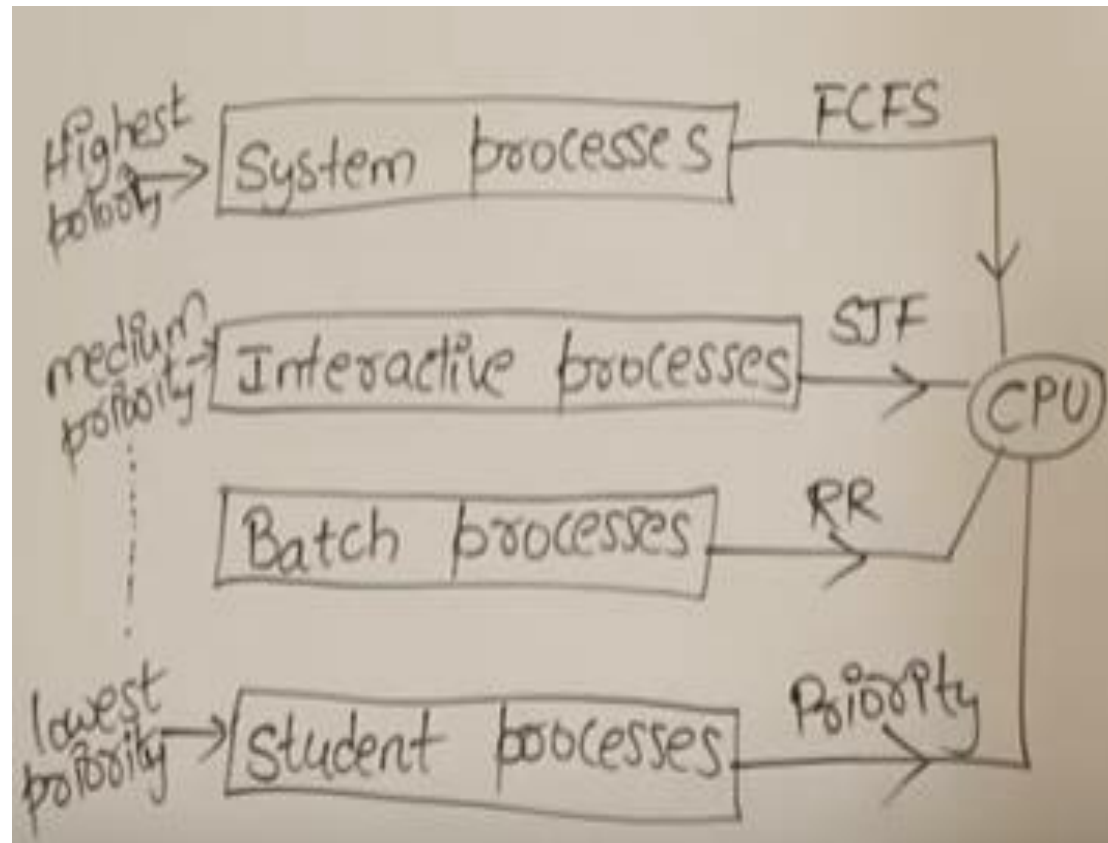 Highest
priority
System processes
FCFS
medium
priority
Interactive processes
SJF
CPU
Batch processes
RR
lowest
priority
Student processes
Priority